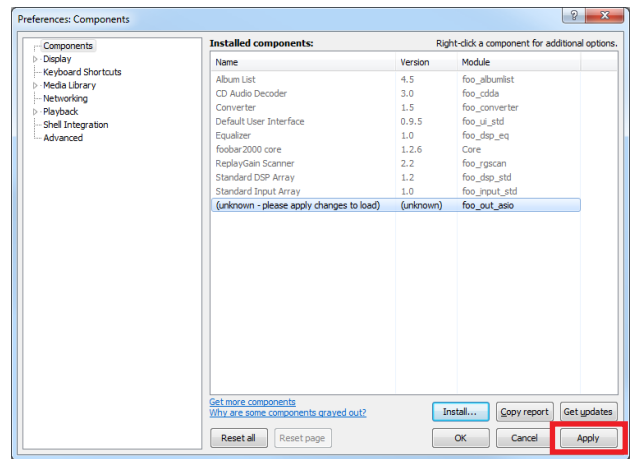 Preferences: Components
Components
Display
Keyboard Shortcuts
Media Library
Networking
Playback
Shell Integration
Advanced
Installed components: Right-click a component for additional options.
Name Version Module
Album List 4.5 foo_albumlist
CD Audio Decoder 3.0 foo_cdda
Converter 1.5 foo_converter
Default User Interface 0.9.5 foo_ui_std
Equalizer 1.0 foo_dsp_eq
foobar2000 core 1.2.6 Core
ReplayGain Scanner 2.2 foo_rgscan
Standard DSP Array 1.2 foo_dsp_std
Standard Input Array 1.0 foo_input_std
(unknown - please apply changes to load) (unknown) foo_out_asio
Get more components
Why are some components grayed out?
Install... Copy report Get updates
Reset all Reset page OK Cancel Apply